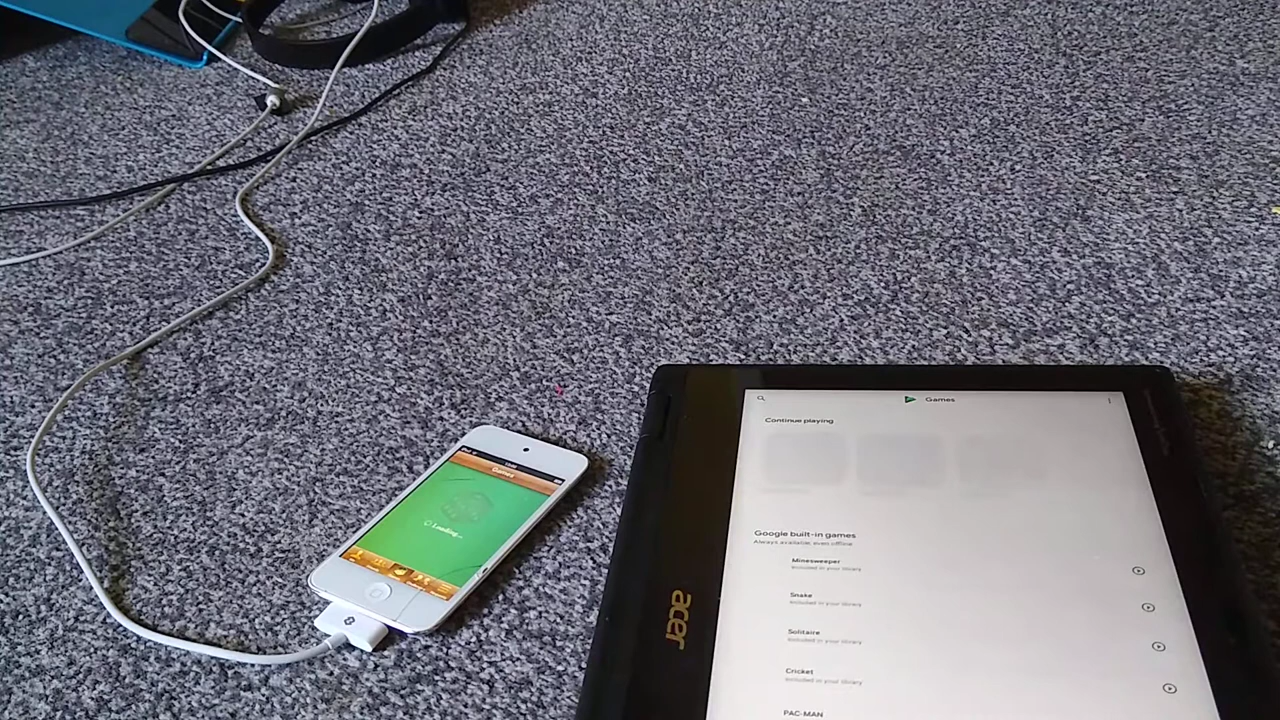 Games
Loading...
Games
Continue playing
Google built-in games
Always available, even offline
Minesweeper
Included in your library
Snake
Included in your library
Solitaire
Included in your library
Cricket
Included in your library
PAC-MAN
acer